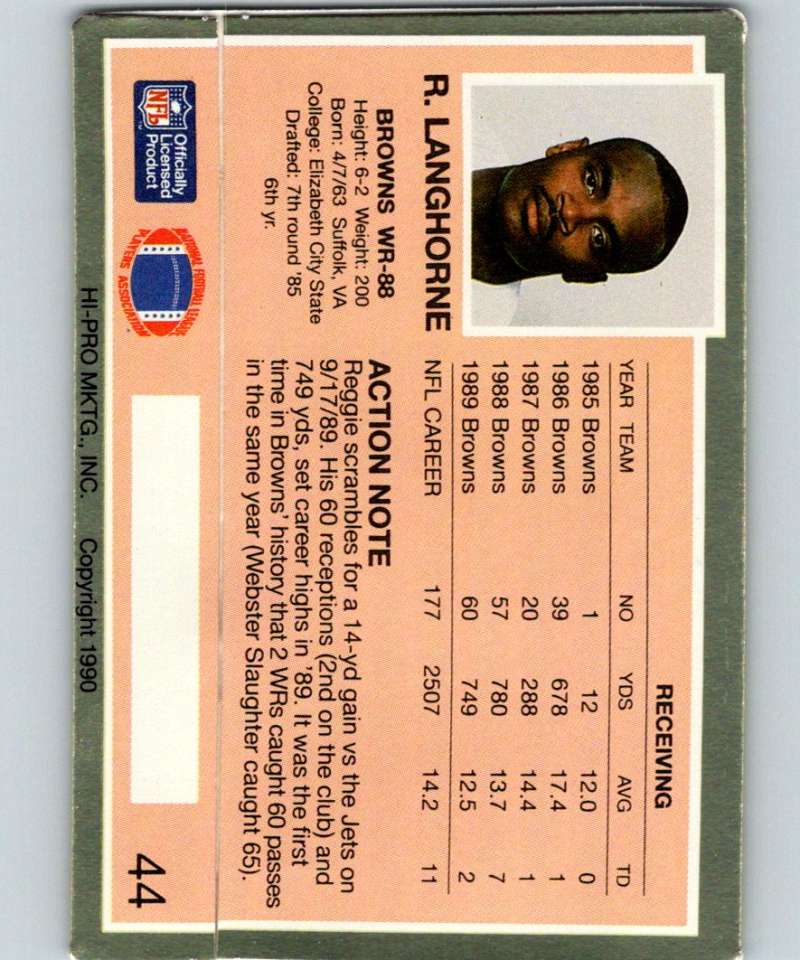 R. LANGHORNE
BROWNS WR-88
Height: 6-2 Weight: 200
Born: 4/7/63 Suffolk, VA
College: Elizabeth City State
Drafted: 7th round '85
6th yr.
NFL
Officially
Licensed
Product
NATIONAL FOOTBALL LEAGUE
PLAYERS ASSOCIATION
RECEIVING
YEAR TEAM NO YDS AVG TD
1985 Browns 1 12 12.0 0
1986 Browns 39 678 17.4 1
1987 Browns 20 288 14.4 1
1988 Browns 57 780 13.7 7
1989 Browns 60 749 12.5 2
NFL CAREER 177 2507 14.2 11
ACTION NOTE
Reggie scrambles for a 14-yd gain vs the Jets on
9/17/89. His 60 receptions (2nd on the club) and
749 yds, set career highs in '89. It was the first
time in Browns' history that 2 WRs caught 60 passes
in the same year (Webster Slaughter caught 65).
44
HI-PRO MKTG., INC. Copyright 1990